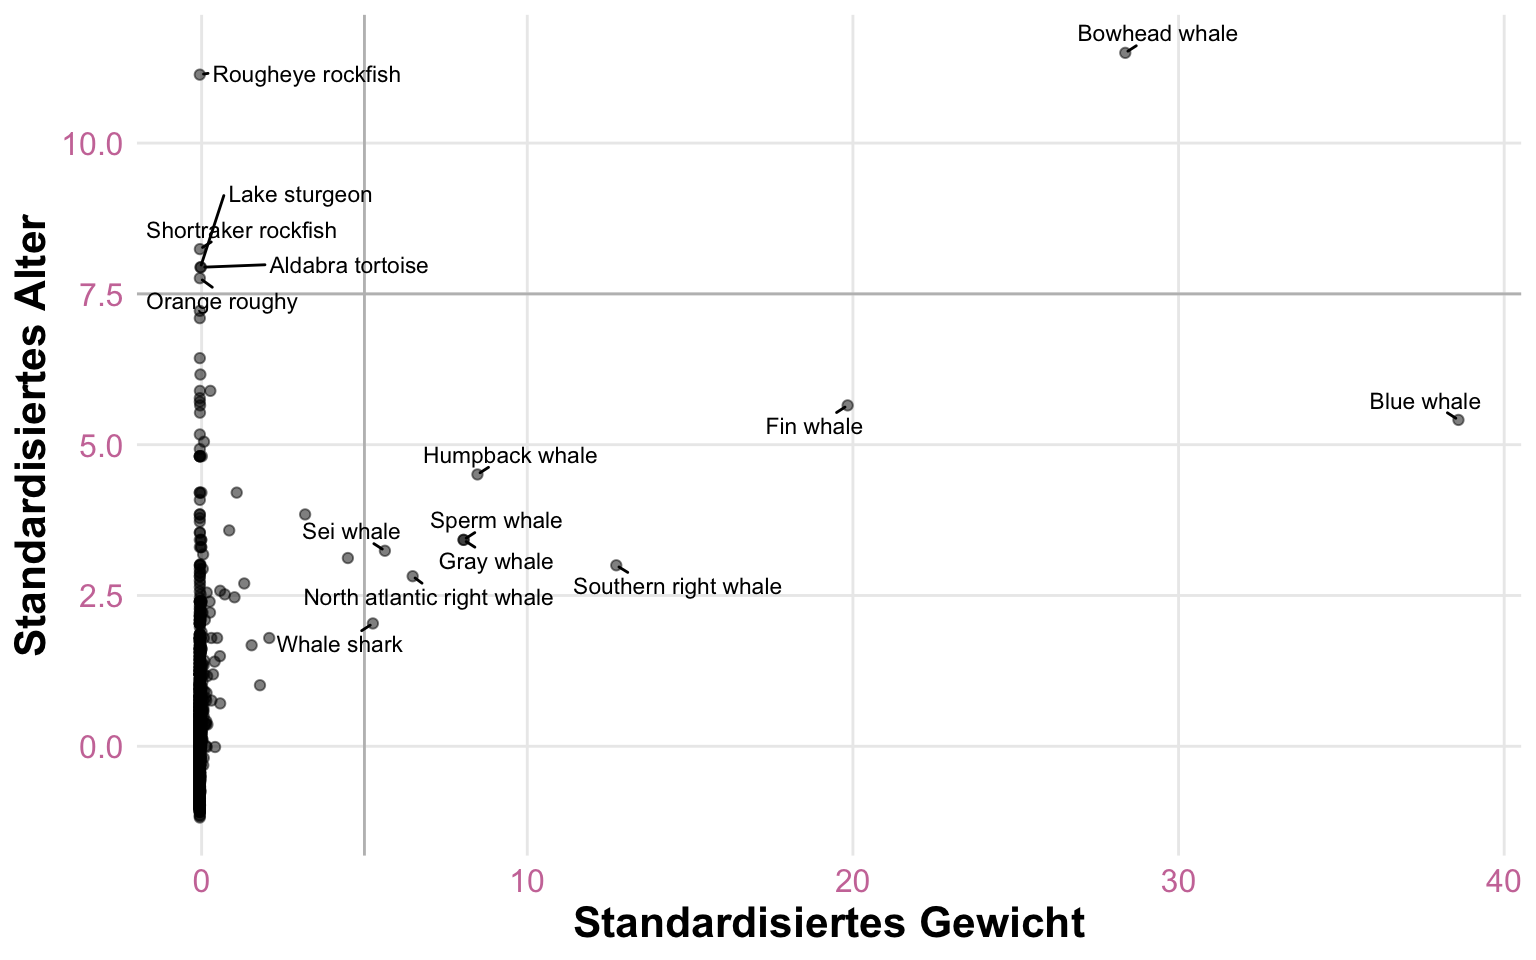 Bowhead whale
Rougheye rockfish
10.0
Lake sturgeon
Shortraker rockfish
Aldabra tortoise
7.5
Orange roughy
Blue whale
Fin whale
5.0
Humpback whale
Sperm whale
Sei whale
Gray whale
Southern right whale
2.5
North atlantic right whale
Whale shark
0.0
Standardisiertes Alter
0 10 20 30 40
Standardisiertes Gewicht